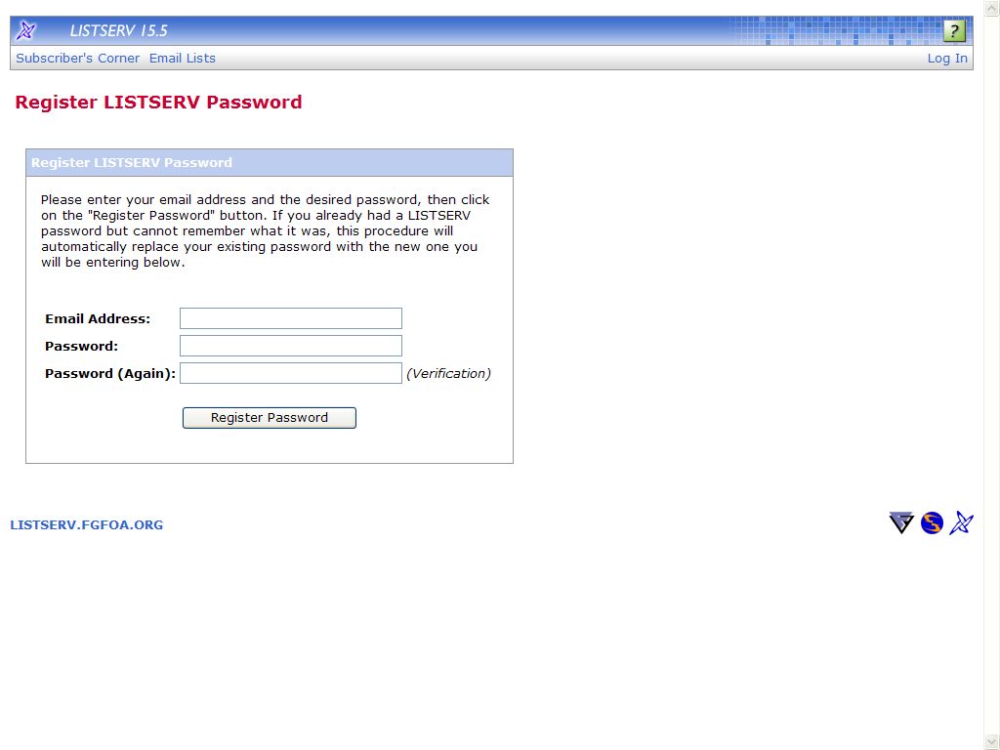 LISTSERV 15.5
?
Subscriber's Corner Email Lists Log In
Register LISTSERV Password
Register LISTSERV Password
Please enter your email address and the desired password, then click
on the "Register Password" button. If you already had a LISTSERV
password but cannot remember what it was, this procedure will
automatically replace your existing password with the new one you
will be entering below.
Email Address:
Password:
Password (Again): (Verification)
Register Password
LISTSERV.FGFOA.ORG